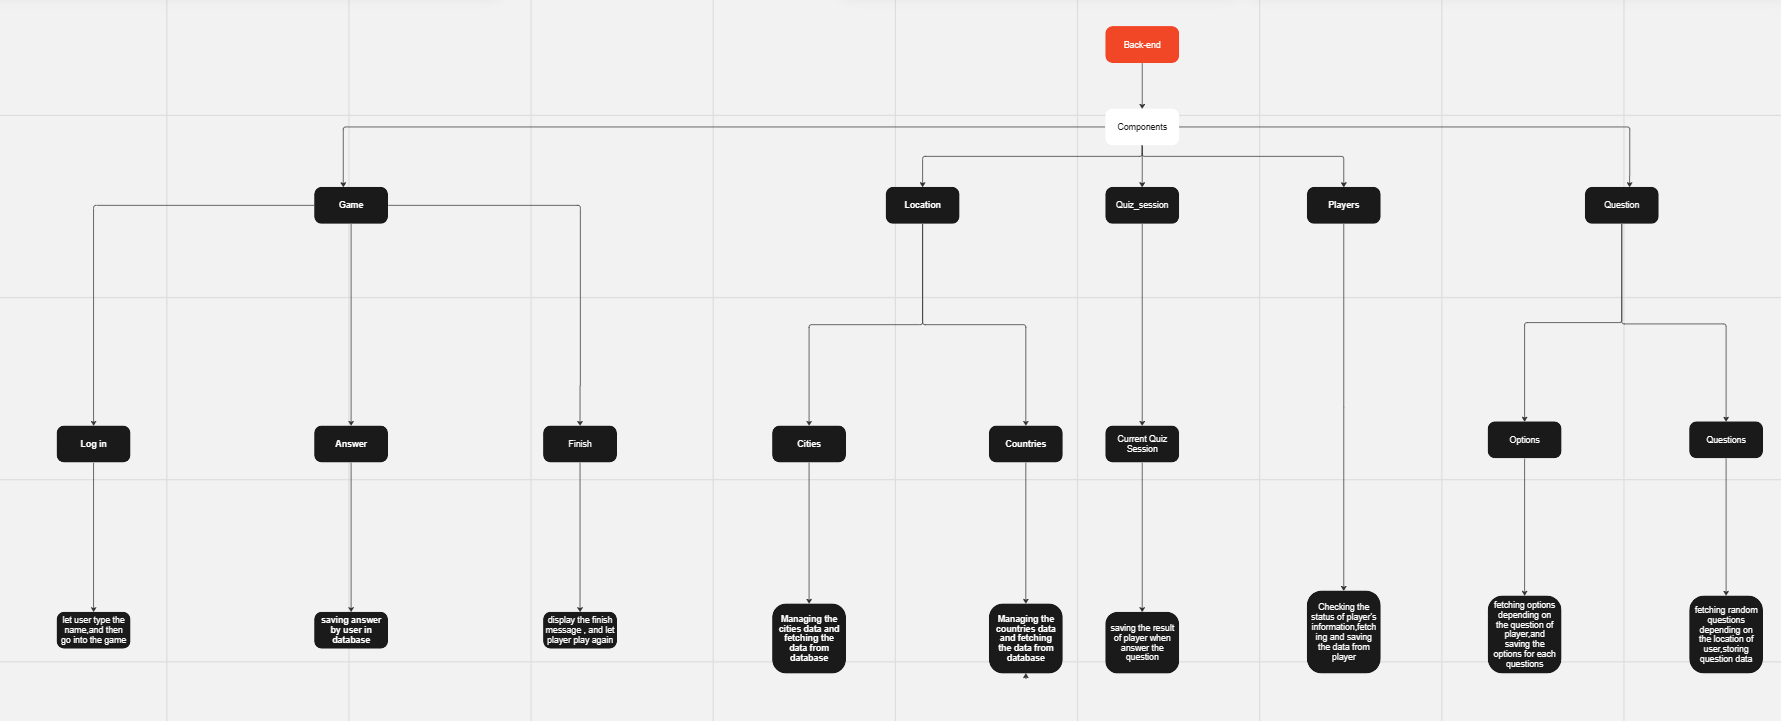 Back-end
Components
Game
Location
Quiz_session
Players
Question
Log in
Answer
Finish
Cities
Countries
Current Quiz
Session
Options
Questions
let user type the
name,and then
go into the game
saving answer
by user in
database
display the finish
message , and let
player play again
Managing the
cities data and
fetching the
data from
database
Managing the
countries data
and fetching
the data from
database
saving the result
of player when
answer the
question
Checking the
status of player's
information,fetch
ing and saving
the data from
player
fetching options
depending on
the question of
player,and
saving the
options for each
questions
fetching random
questions
depending on
the location of
user,storing
question data